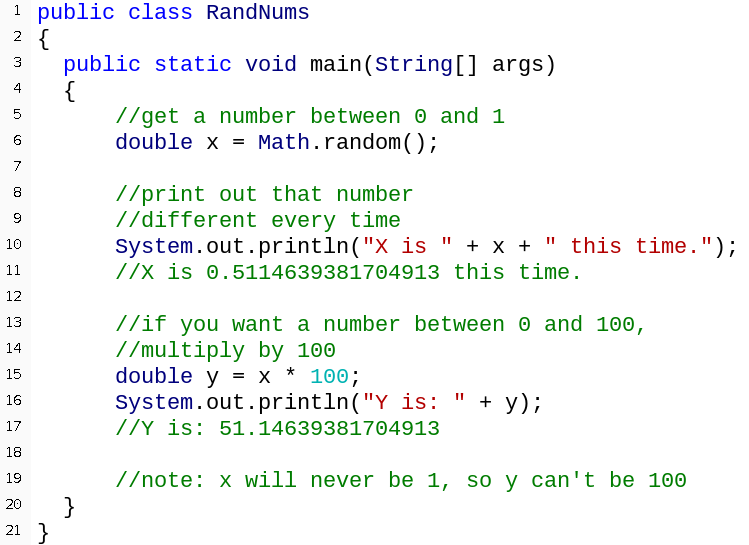 1 public class RandNums
2 {
3 public static void main(String[] args)
4 {
5 //get a number between 0 and 1
6 double x = Math.random();
7
8 //print out that number
9 //different every time
10 System.out.println("X is " + x + " this time.");
11 //X is 0.5114639381704913 this time.
12
13 //if you want a number between 0 and 100,
14 //multiply by 100
15 double y = x * 100;
16 System.out.println("Y is: " + y);
17 //Y is: 51.14639381704913
18
19 //note: x will never be 1, so y can't be 100
20 }
21 }